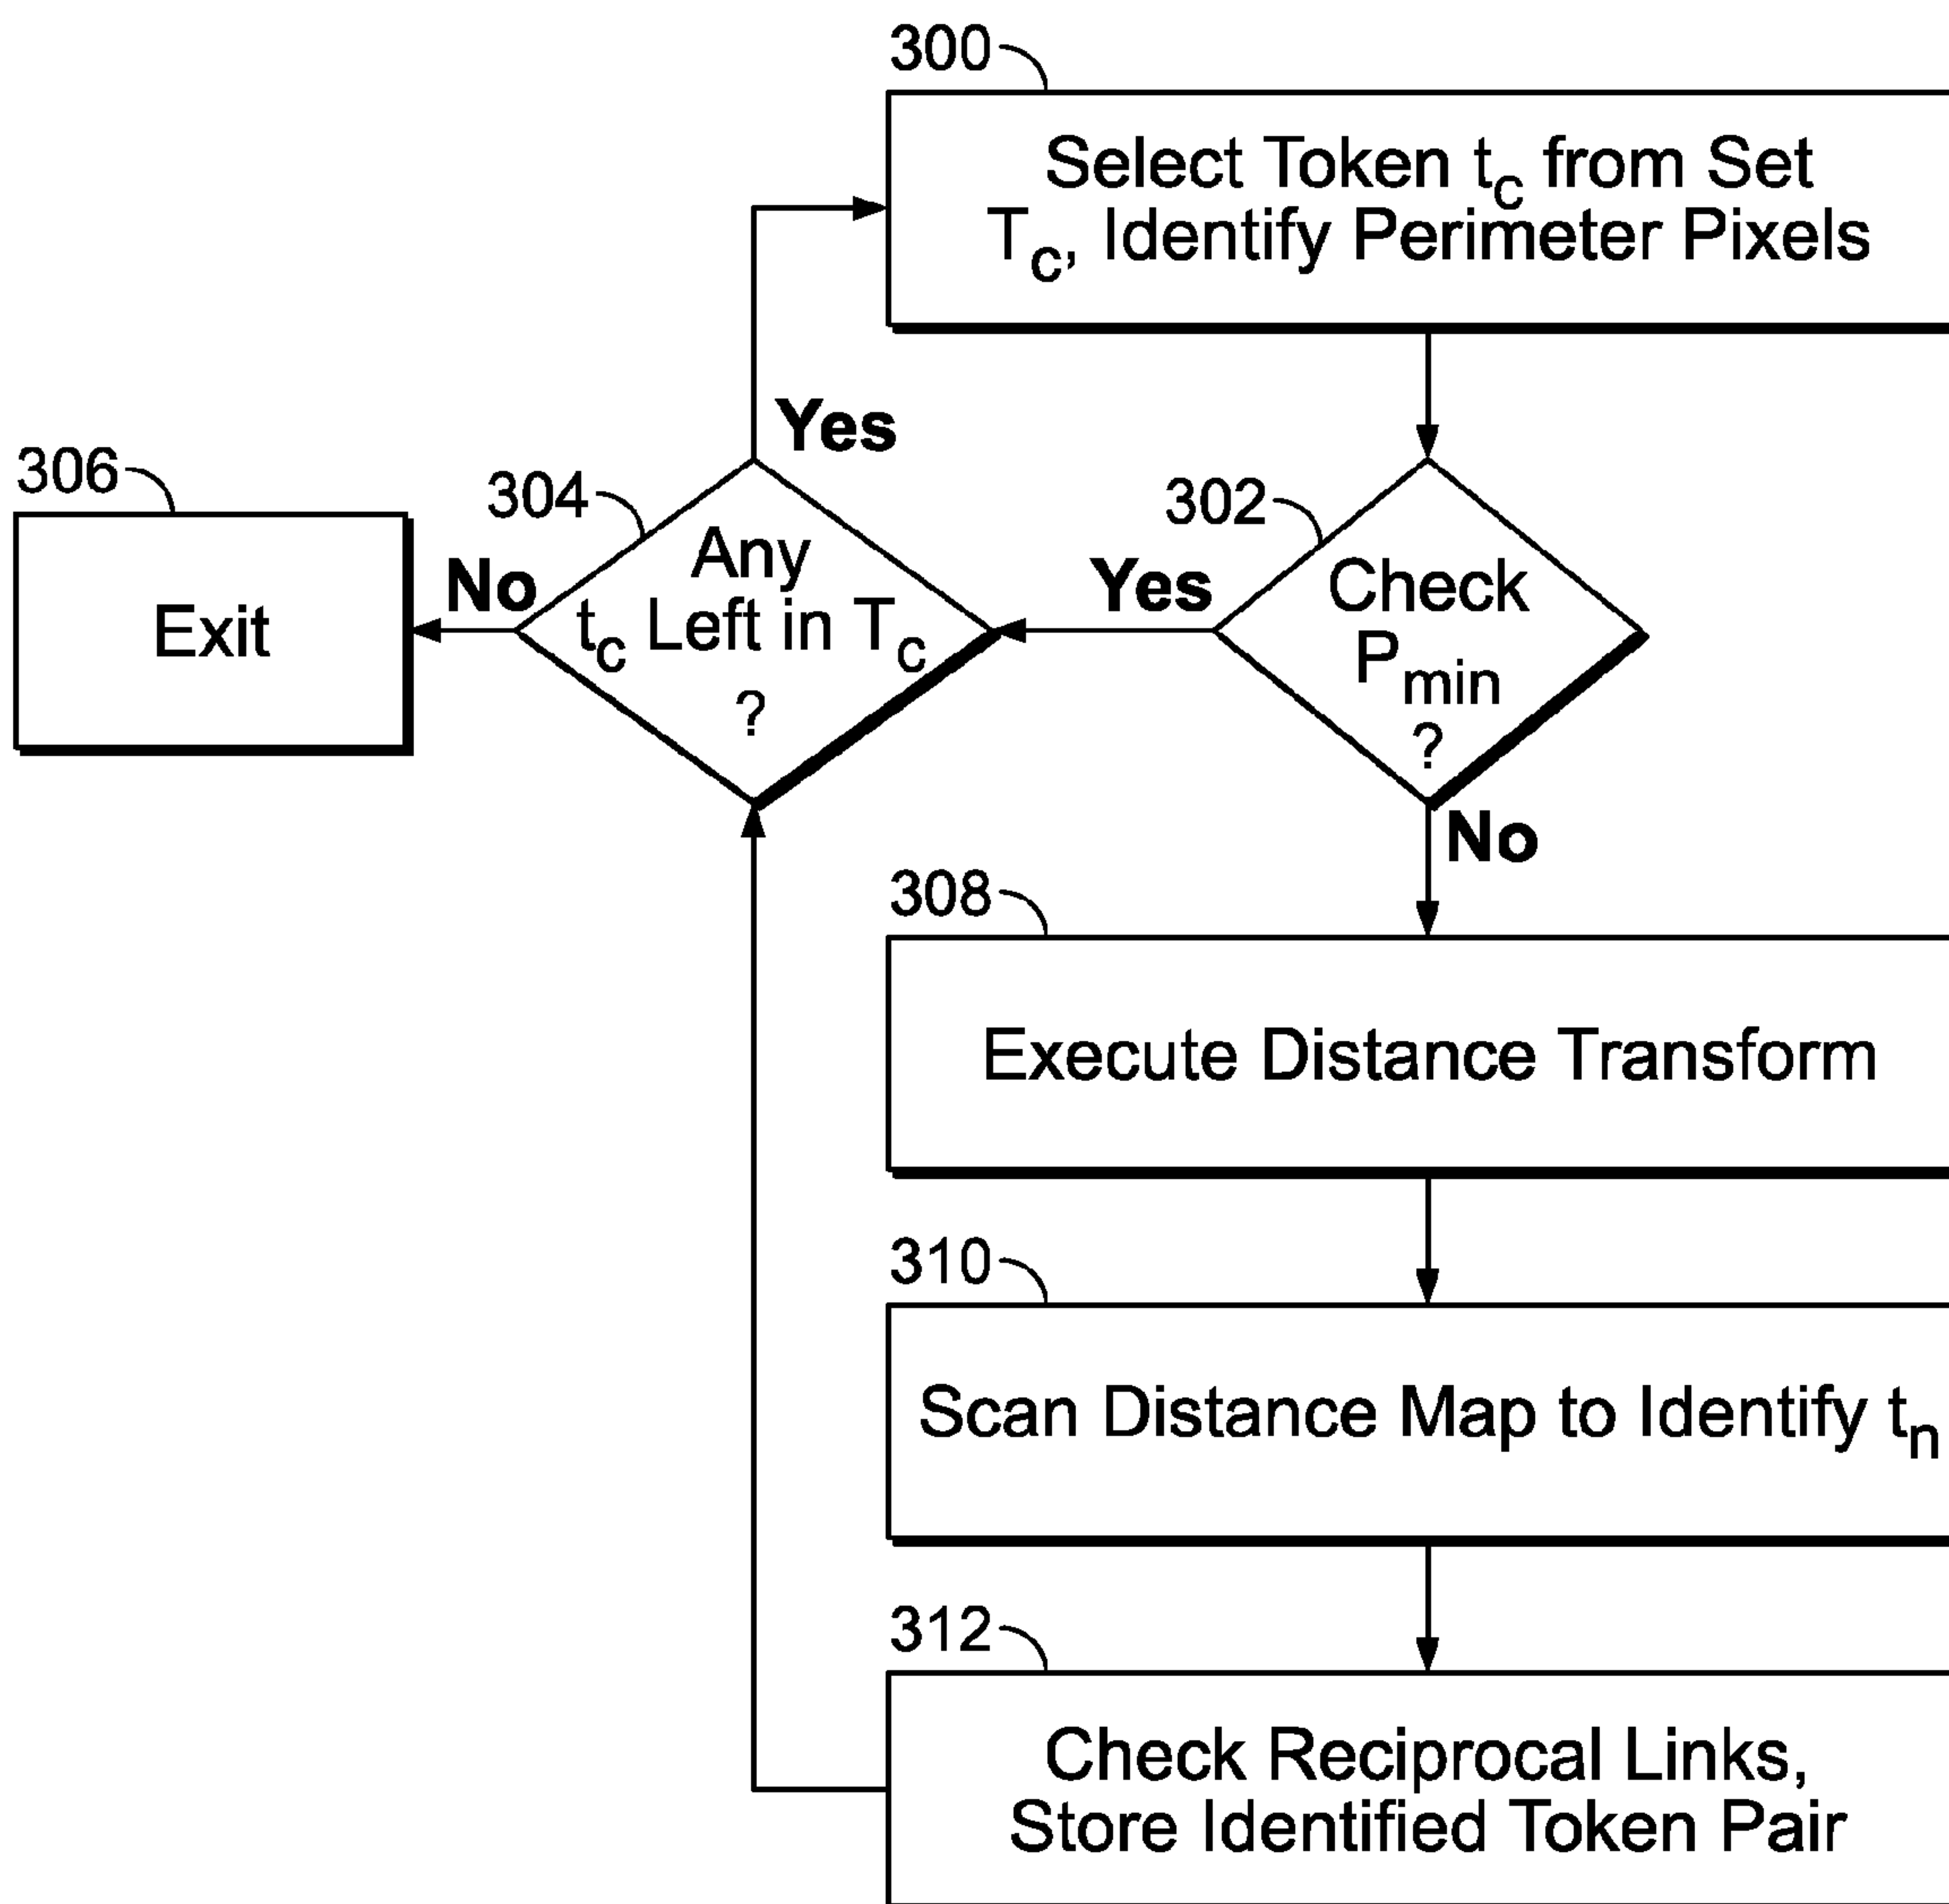 300
Select Token tc from Set
Tc, Identify Perimeter Pixels
Yes
306
304
302
Exit
No
Any
tc Left in Tc
?
Yes
Check
Pmin
?
No
308
Execute Distance Transform
310
Scan Distance Map to Identify tn
312
Check Reciprocal Links,
Store Identified Token Pair